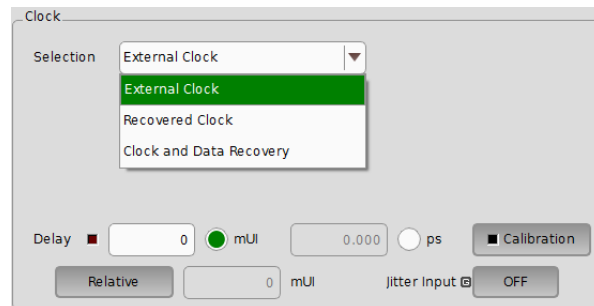 Clock
Selection External Clock
External Clock
Recovered Clock
Clock and Data Recovery
Delay 0 mUI 0.000 ps Calibration
Relative 0 mUI Jitter Input G OFF